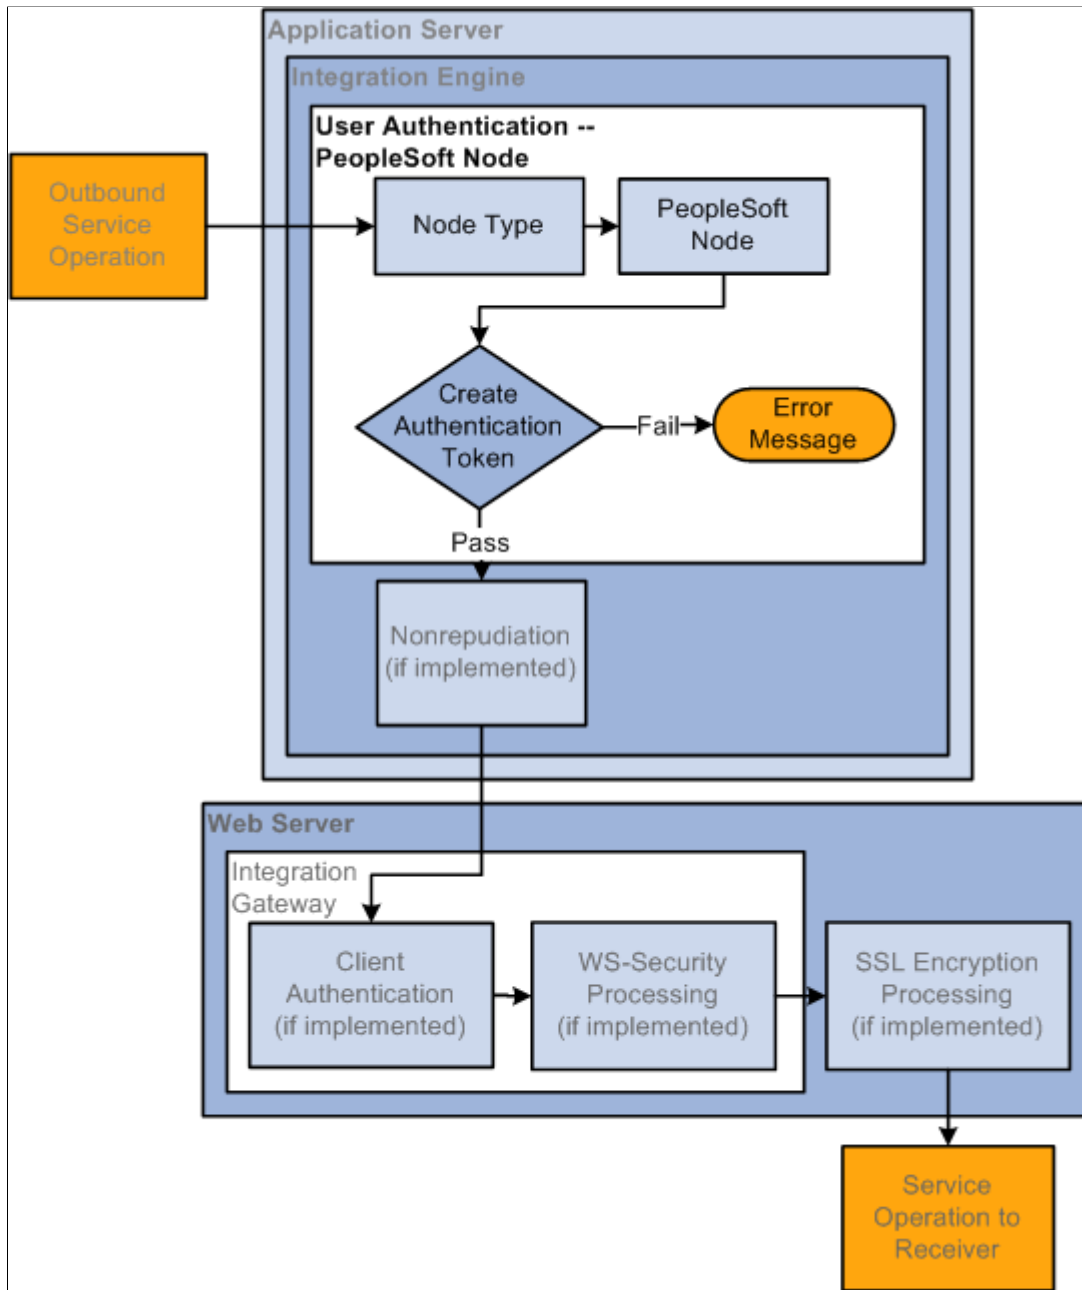 Application Server
Integration Engine
User Authentication --
PeopleSoft Node
Outbound
Service
Operation
Node Type
PeopleSoft
Node
Create
Authentication
Token
Fail
Error
Message
Pass
Nonrepudiation
(if implemented)
Web Server
Integration
Gateway
Client
Authentication
(if implemented)
WS-Security
Processing
(if implemented)
SSL Encryption
Processing
(if implemented)
Service
Operation to
Receiver